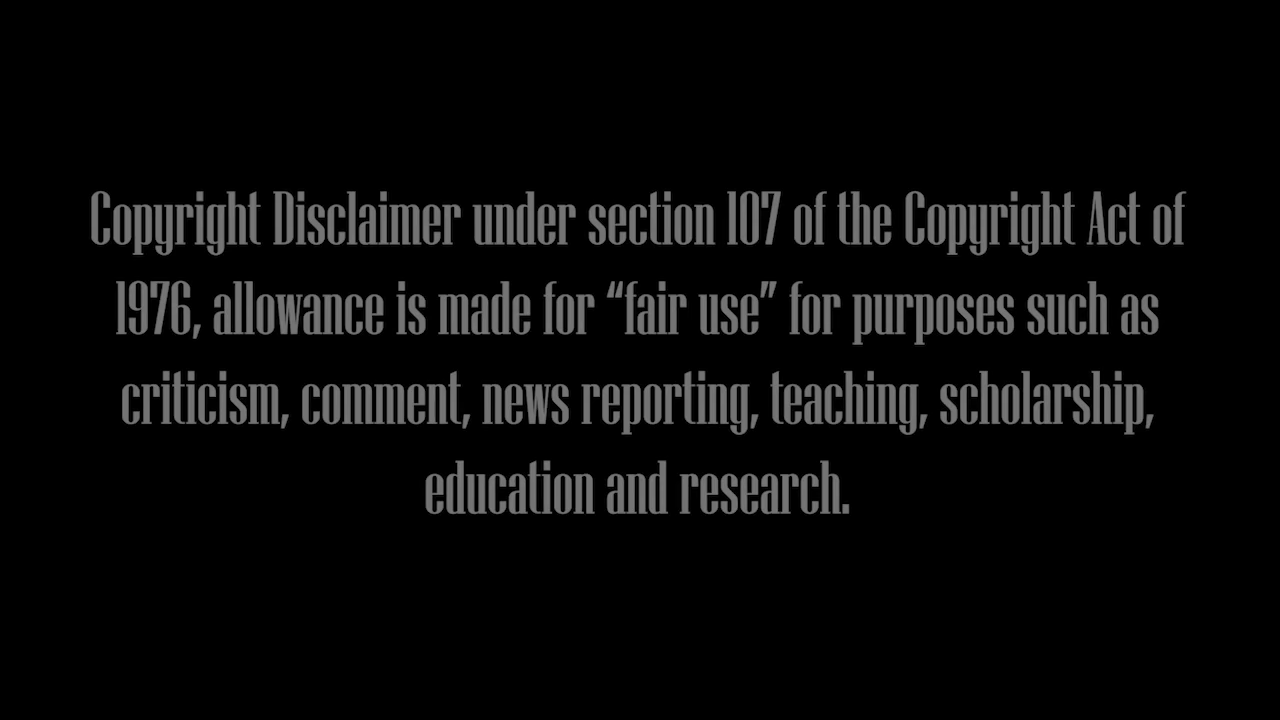 Copyright Disclaimer under section 107 of the Copyright Act of
1976, allowance is made for “fair use” for purposes such as
criticism, comment, news reporting, teaching, scholarship,
education and research.